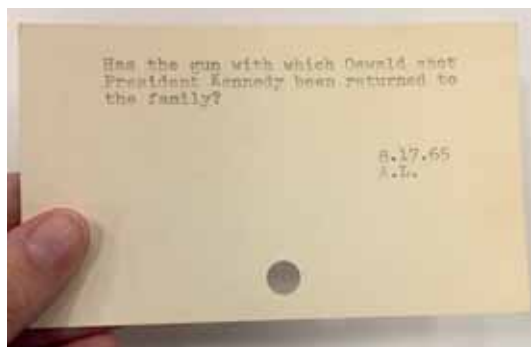 Has the gun with which Oswald shot
President Kennedy been returned to
the family?
8.17.65
A.L.